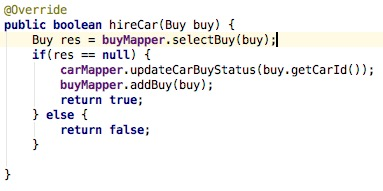 @Override
public boolean hireCar(Buy buy) {
    Buy res = buyMapper.selectBuy(buy);
    if(res == null) {
        carMapper.updateCarBuyStatus(buy.getCarId());
        buyMapper.addBuy(buy);
        return true;
    } else {
        return false;
    }
}